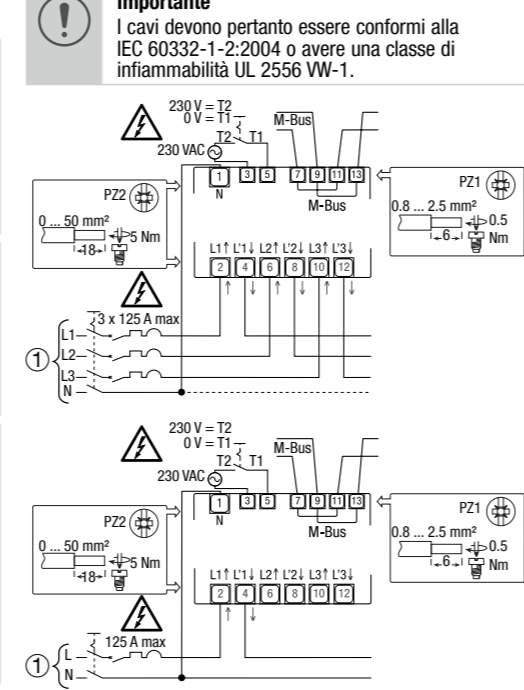 Importante
I cavi devono pertanto essere conformi alla
IEC 60332-1-2:2004 o avere una classe di
infiammabilità UL 2556 VW-1.
230 V = T2
0 V = T1
M-Bus
T2 T1
230 VAC
1 3 5 7 9 11 13
N
M-Bus
PZ2
0 ... 50 mm²
5 Nm
18
PZ1
0.8 ... 2.5 mm²
0.5
Nm
6
L1↑ L'1↓ L2↑ L'2↓ L3↑ L'3↓
2 4 6 8 10 12
↑ ↓ ↑ ↓ ↑ ↓
3 x 125 A max
1
L1
L2
L3
N
230 V = T2
0 V = T1
M-Bus
T2 T1
230 VAC
1 3 5 7 9 11 13
N
M-Bus
PZ2
0 ... 50 mm²
5 Nm
18
PZ1
0.8 ... 2.5 mm²
0.5
Nm
6
L1↑ L'1↓ L2↑ L'2↓ L3↑ L'3↓
2 4 6 8 10 12
↑ ↓
125 A max
1
L
N